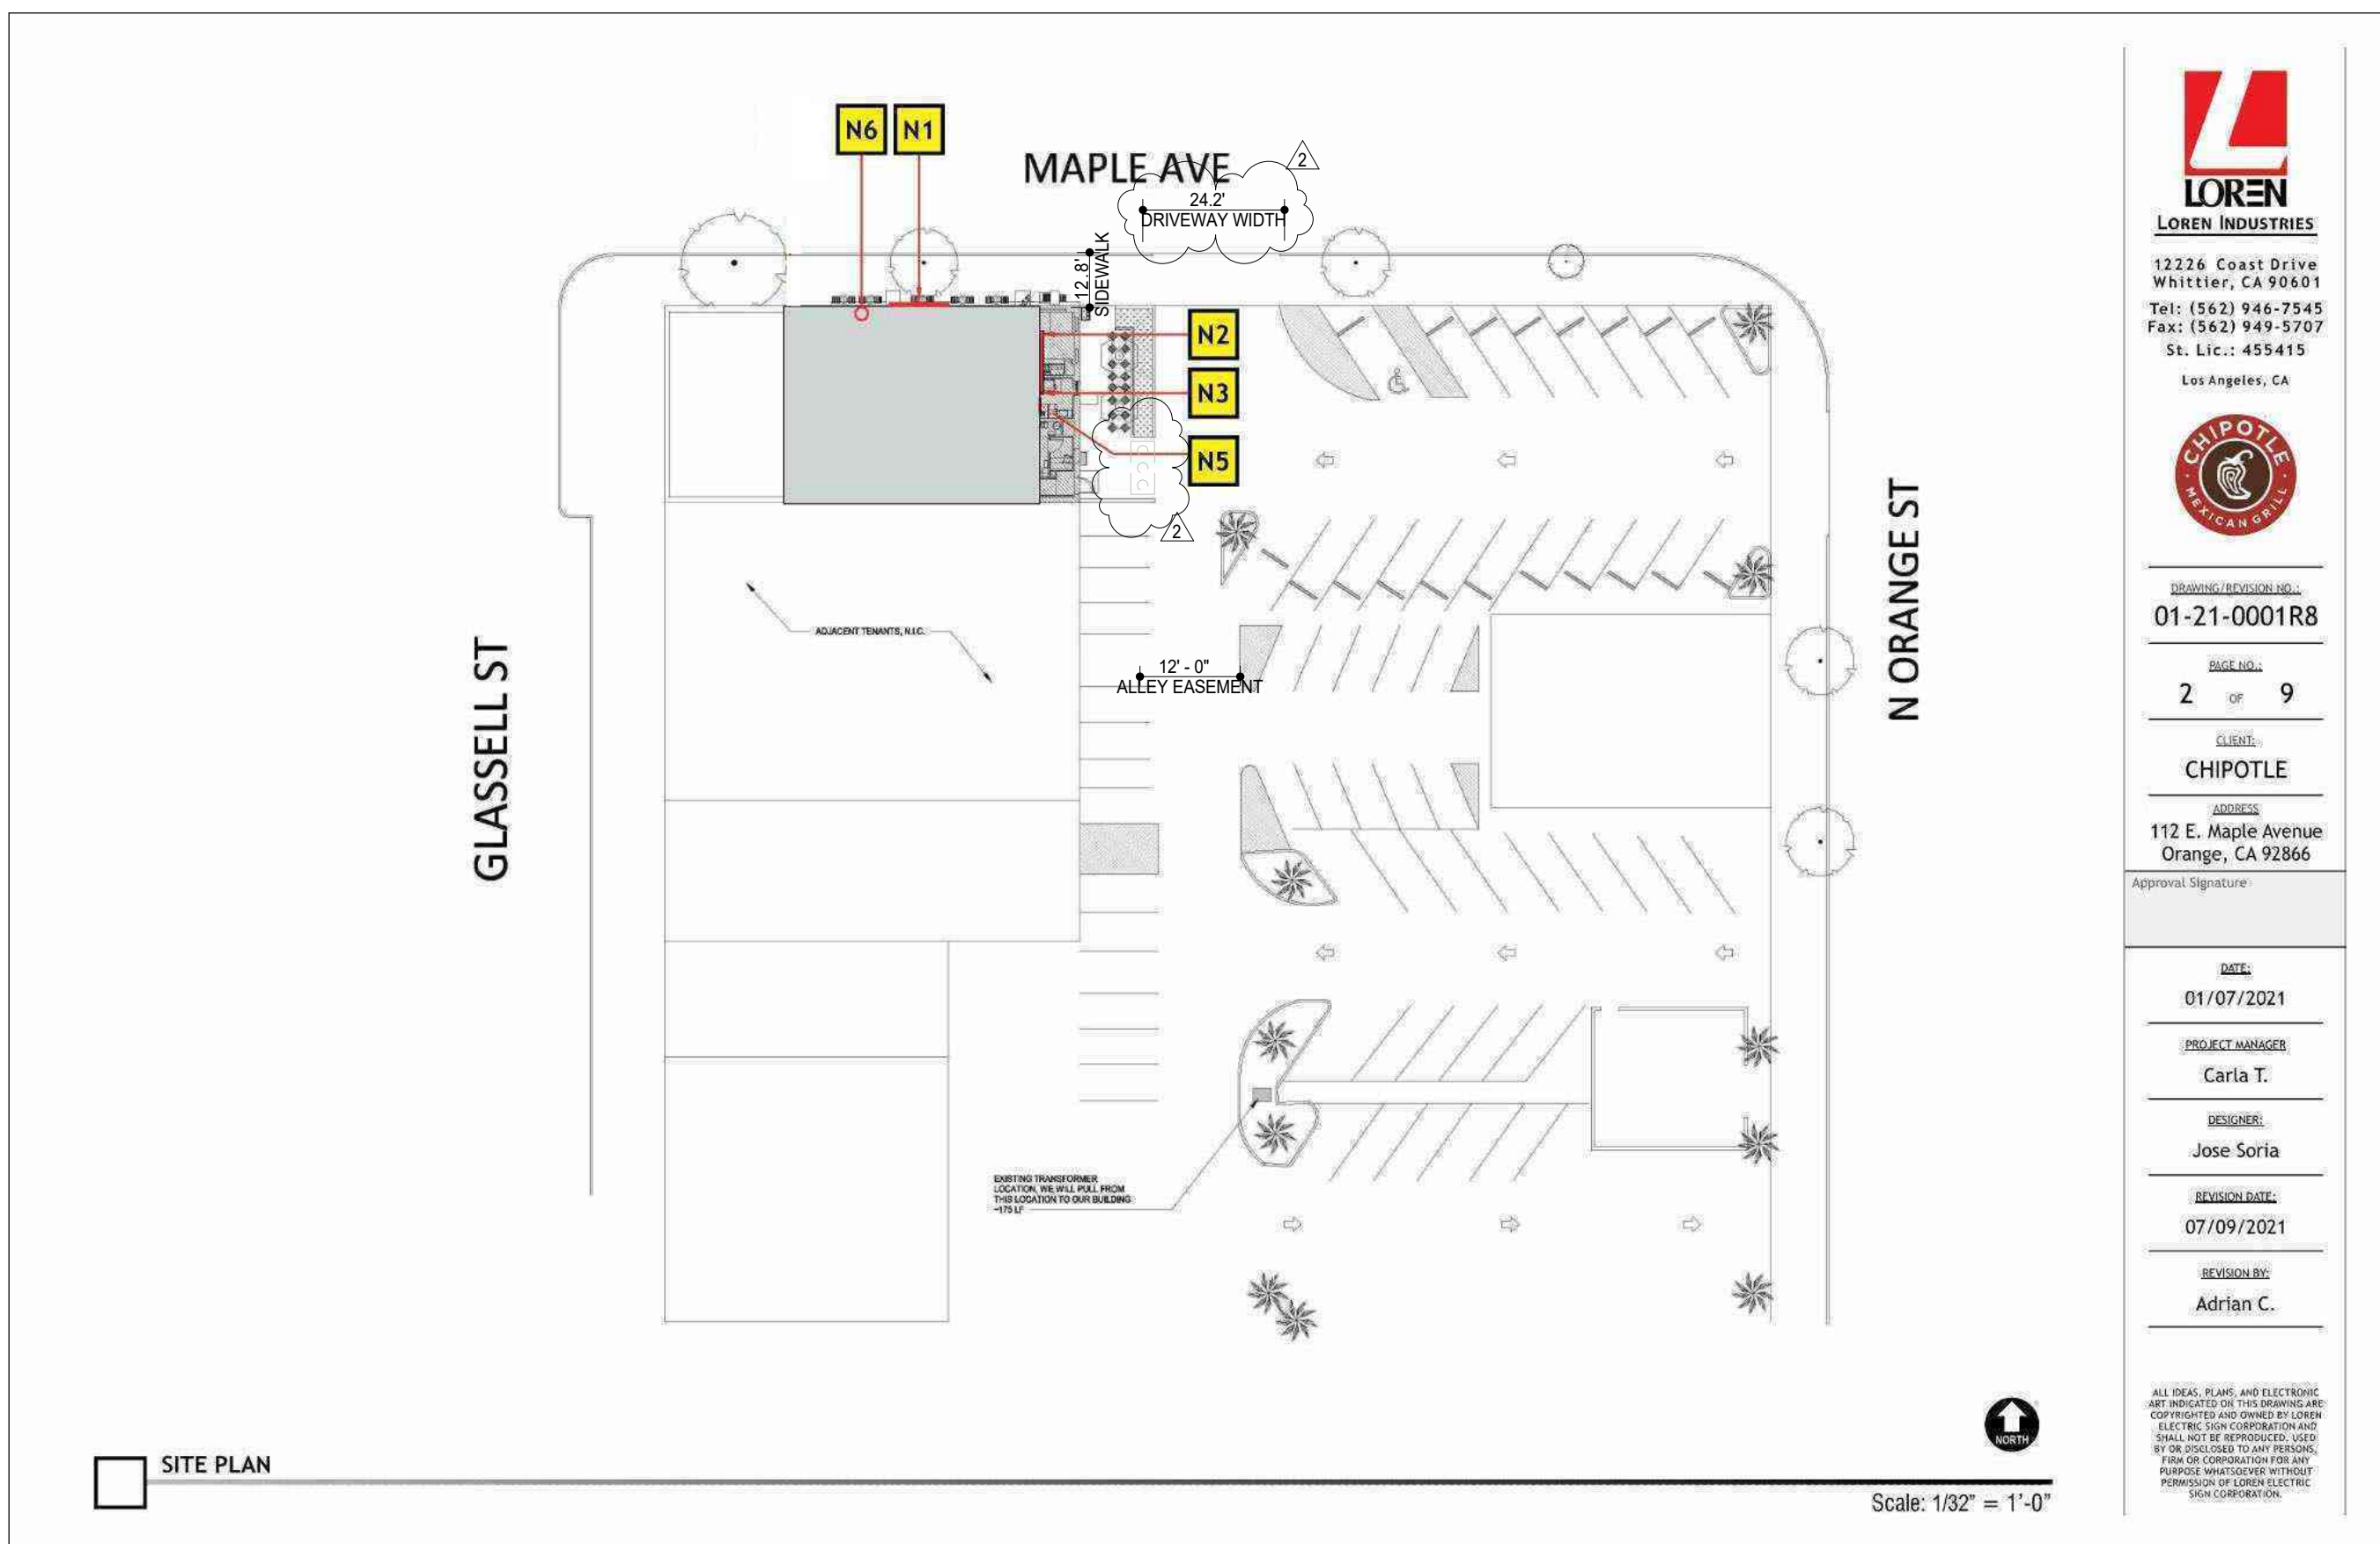 N6
N1
MAPLE AVE
2
24.2'
DRIVEWAY WIDTH
12.8'
SIDEWALK
N2
N3
N5
2
GLASSELL ST
N ORANGE ST
ADJACENT TENANTS, N.I.C.
12' - 0"
ALLEY EASEMENT
EXISTING TRANSFORMER
LOCATION, WE WILL PULL FROM
THIS LOCATION TO OUR BUILDING
~175 LF
NORTH
SITE PLAN
Scale: 1/32" = 1'-0"
LOREN
LOREN INDUSTRIES
12226 Coast Drive
Whittier, CA 90601
Tel: (562) 946-7545
Fax: (562) 949-5707
St. Lic.: 455415
Los Angeles, CA
CHIPOTLE
MEXICAN GRILL
DRAWING/REVISION NO.:
01-21-0001R8
PAGE NO.:
2 OF 9
CLIENT:
CHIPOTLE
ADDRESS
112 E. Maple Avenue
Orange, CA 92866
Approval Signature
DATE:
01/07/2021
PROJECT MANAGER
Carla T.
DESIGNER:
Jose Soria
REVISION DATE:
07/09/2021
REVISION BY:
Adrian C.
ALL IDEAS, PLANS, AND ELECTRONIC
ART INDICATED ON THIS DRAWING ARE
COPYRIGHTED AND OWNED BY LOREN
ELECTRIC SIGN CORPORATION AND
SHALL NOT BE REPRODUCED, USED
BY OR DISCLOSED TO ANY PERSONS,
FIRM OR CORPORATION FOR ANY
PURPOSE WHATSOEVER WITHOUT
PERMISSION OF LOREN ELECTRIC
SIGN CORPORATION.